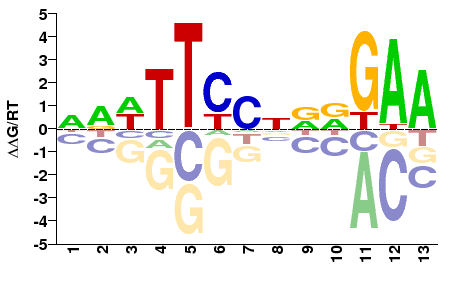 5
4
3
2
1
0
-1
-2
-3
-4
-5
ΔΔG/RT
A A A T T C C T G G G A A
A T T A A T
C C G C G C A G T G C C C C A G C T G C
1 2 3 4 5 6 7 8 9 10 11 12 13